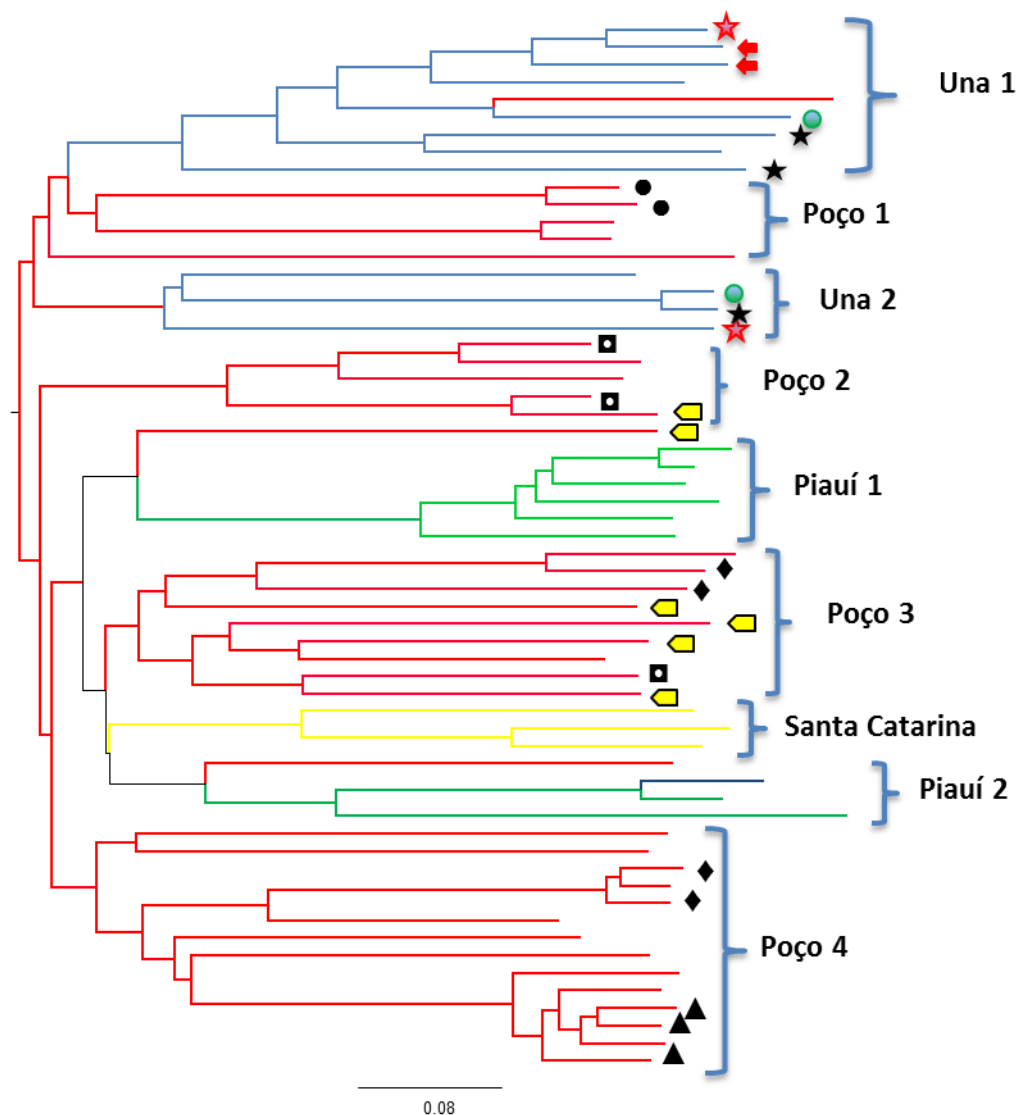 Una 1
Poço 1
Una 2
Poço 2
Piauí 1
Poço 3
Santa Catarina
Piauí 2
Poço 4
0.08